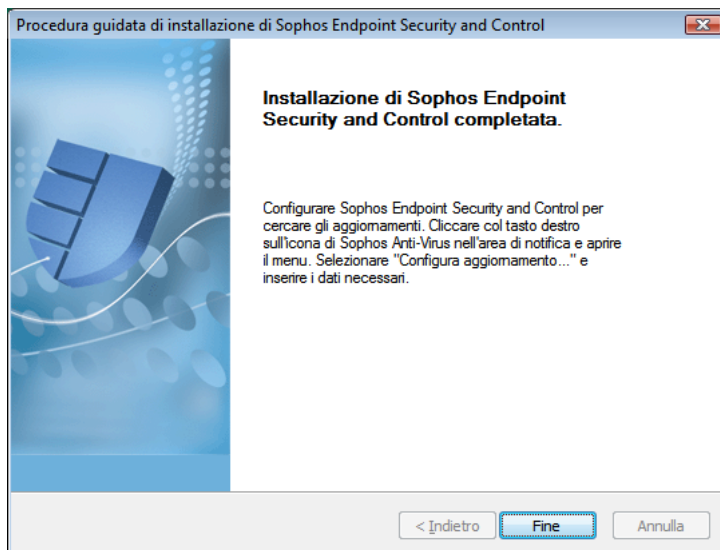 Procedura guidata di installazione di Sophos Endpoint Security and Control
Installazione di Sophos Endpoint
Security and Control completata.
Configurare Sophos Endpoint Security and Control per
cercare gli aggiornamenti. Cliccare col tasto destro
sull'icona di Sophos Anti-Virus nell'area di notifica e aprire
il menu. Selezionare "Configura aggiornamento..." e
inserire i dati necessari.
< Indietro
Fine
Annulla